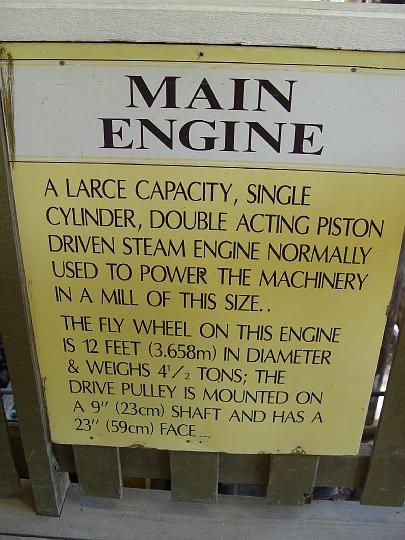 MAIN
ENGINE
A LARCE CAPACITY, SINGLE
CYLINDER, DOUBLE ACTING PISTON
DRIVEN STEAM ENGINE NORMALLY
USED TO POWER THE MACHINERY
IN A MILL OF THIS SIZE..
THE FLY WHEEL ON THIS ENGINE
IS 12 FEET (3.658m) IN DIAMETER
& WEIGHS 4½ TONS; THE
DRIVE PULLEY IS MOUNTED ON
A 9" (23cm) SHAFT AND HAS A
23" (59cm) FACE...